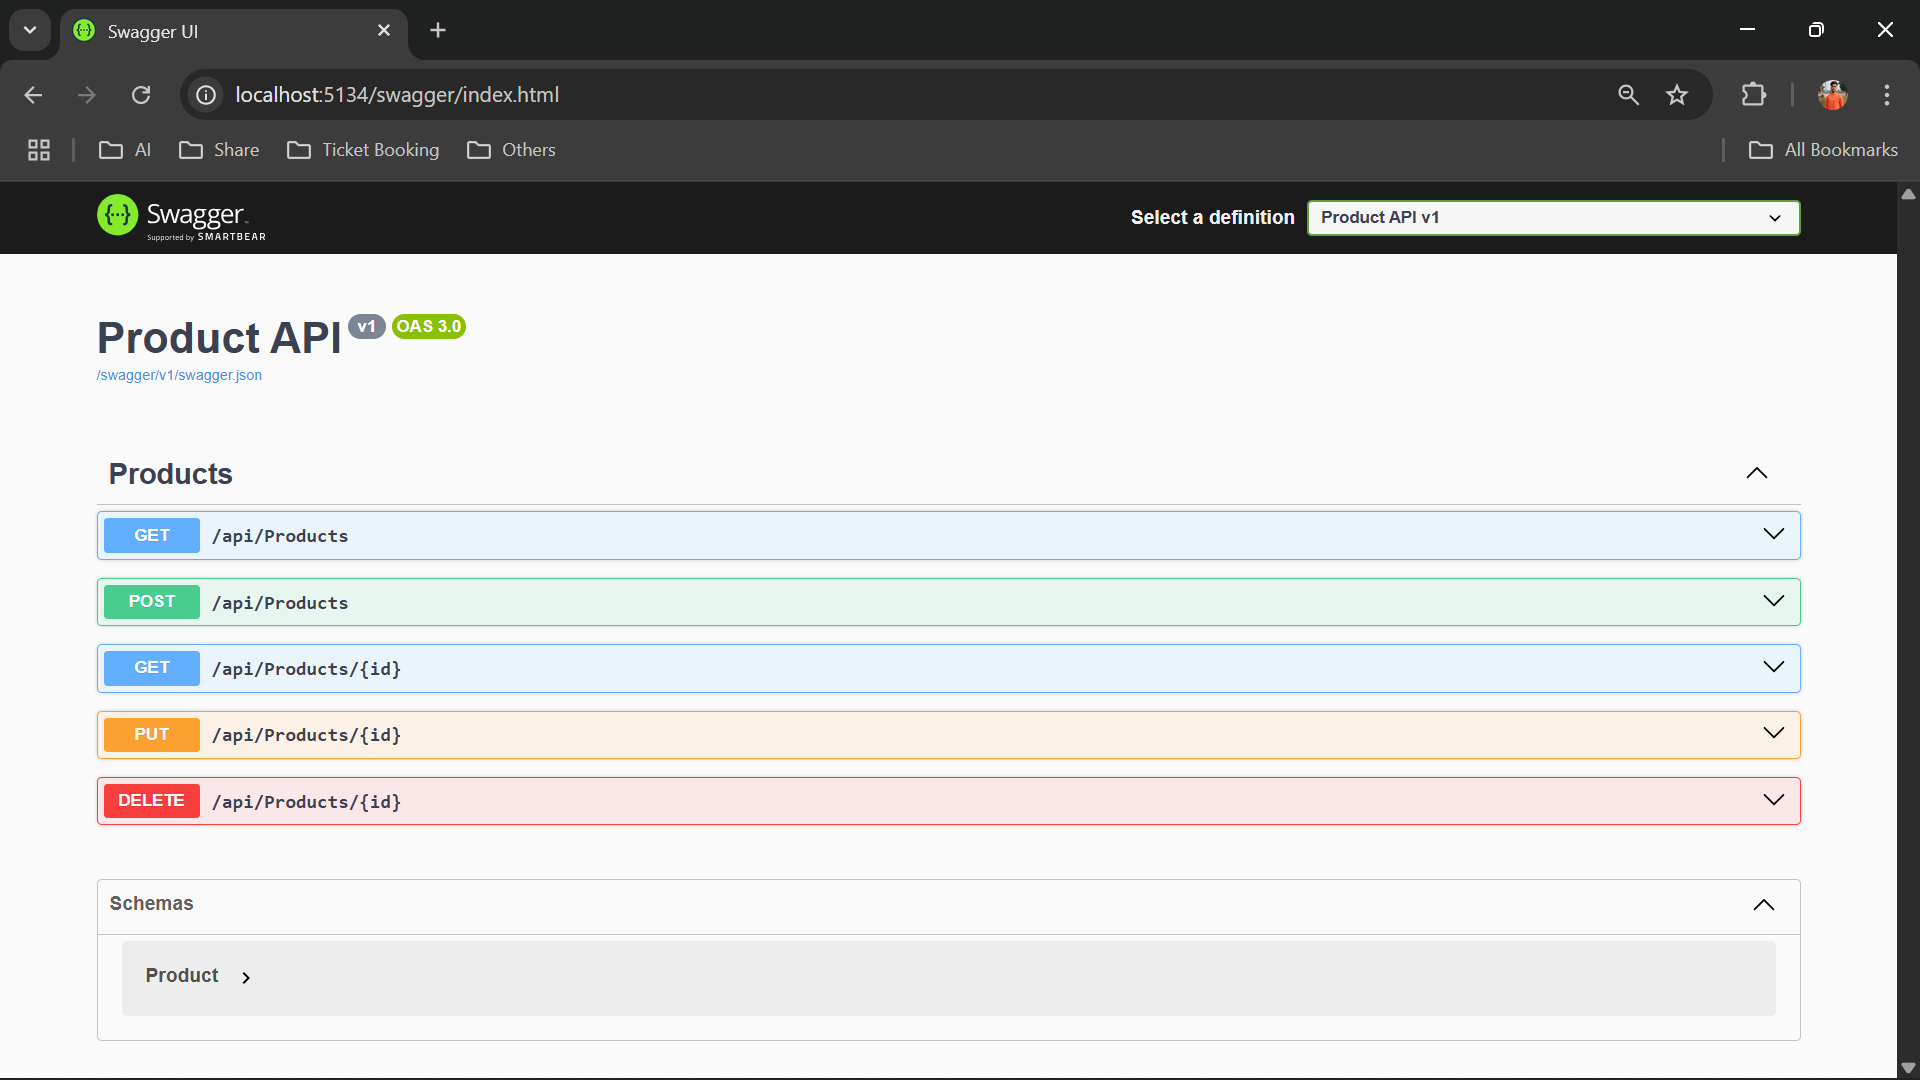 Swagger UI
localhost:5134/swagger/index.html
AI
Share
Ticket Booking
Others
All Bookmarks
Swagger
Supported by SMARTBEAR
Select a definition
Product API v1
Product API v1 OAS 3.0
/swagger/v1/swagger.json
Products
GET /api/Products
POST /api/Products
GET /api/Products/{id}
PUT /api/Products/{id}
DELETE /api/Products/{id}
Schemas
Product